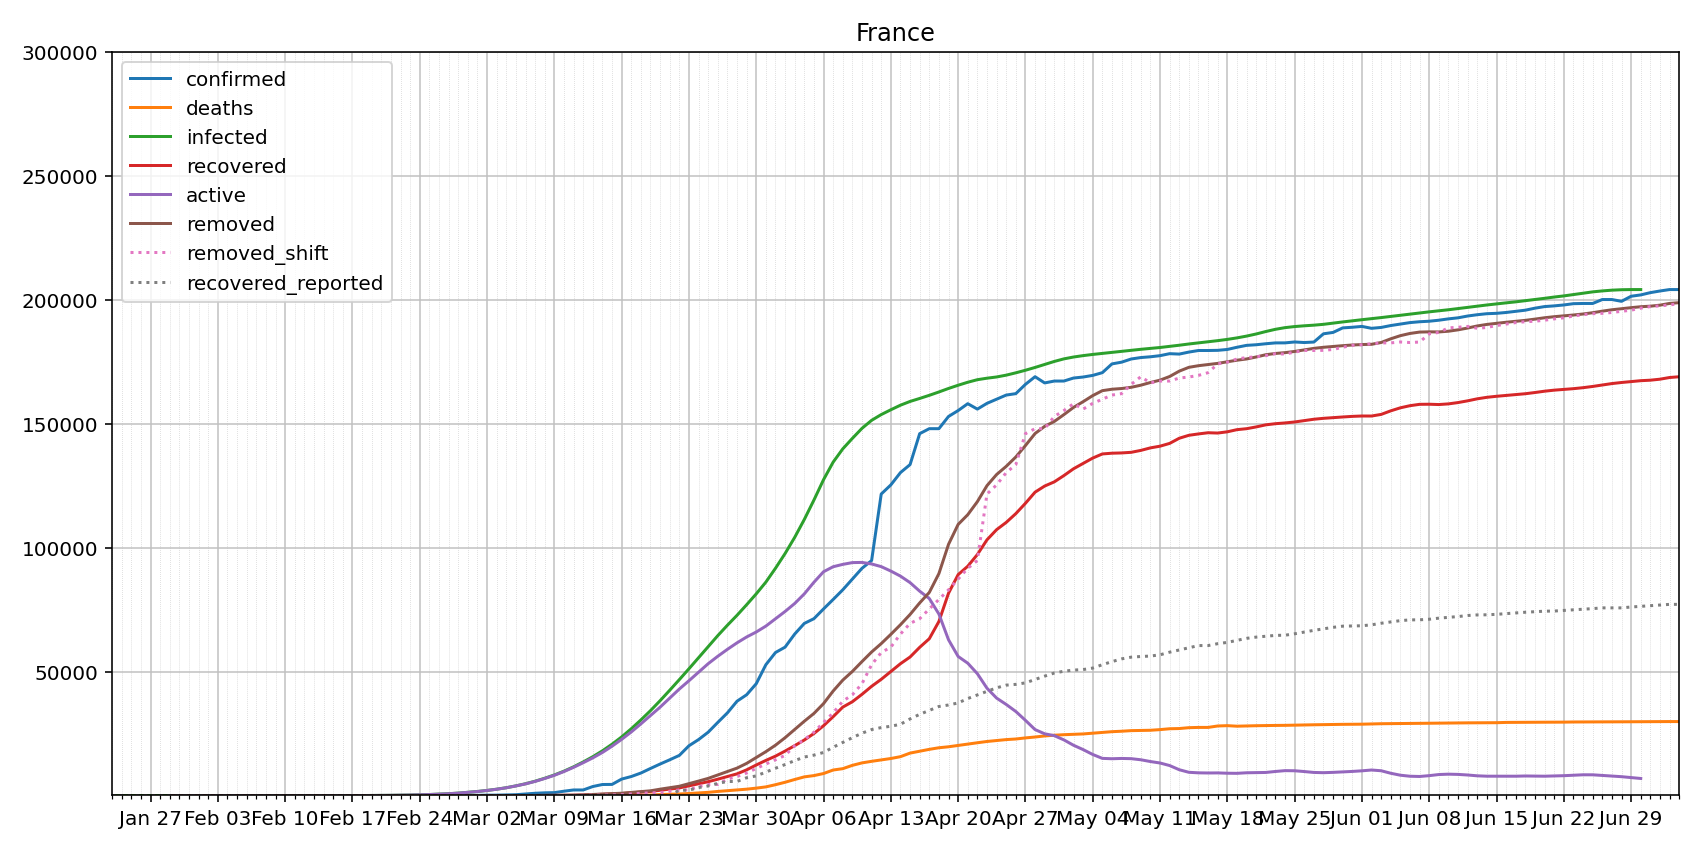 France
300000
250000
200000
150000
100000
50000
confirmed
deaths
infected
recovered
active
removed
removed_shift
recovered_reported
Jan 27 Feb 03 Feb 10 Feb 17 Feb 24 Mar 02 Mar 09 Mar 16 Mar 23 Mar 30 Apr 06 Apr 13 Apr 20 Apr 27 May 04 May 11 May 18 May 25 Jun 01 Jun 08 Jun 15 Jun 22 Jun 29